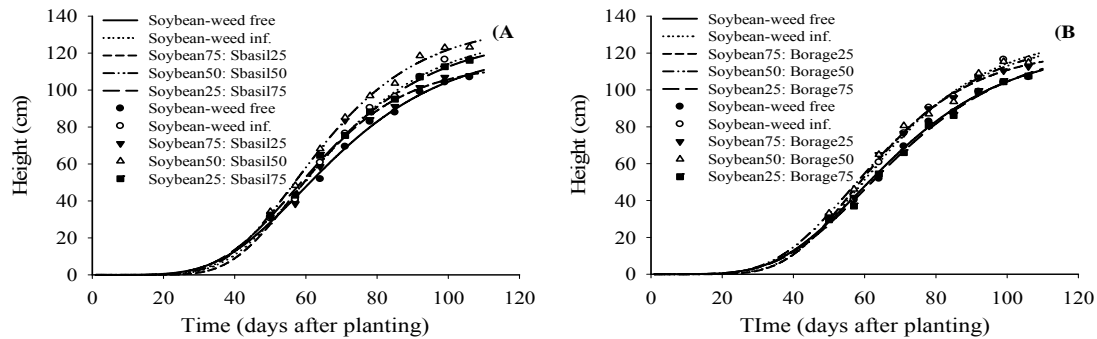 (A
Height (cm)
140
120
100
80
60
40
20
0
Soybean-weed free
Soybean-weed inf.
Soybean75: Sbasil25
Soybean50: Sbasil50
Soybean25: Sbasil75
Soybean-weed free
Soybean-weed inf.
Soybean75: Sbasil25
Soybean50: Sbasil50
Soybean25: Sbasil75
0 20 40 60 80 100 120
Time (days after planting)
(B
Height (cm)
140
120
100
80
60
40
20
0
Soybean-weed free
Soybean-weed inf.
Soybean75: Borage25
Soybean50: Borage50
Soybean25: Borage75
Soybean-weed free
Soybean-weed inf.
Soybean75: Borage25
Soybean50: Borage50
Soybean25: Borage75
0 20 40 60 80 100 120
TIme (days after planting)